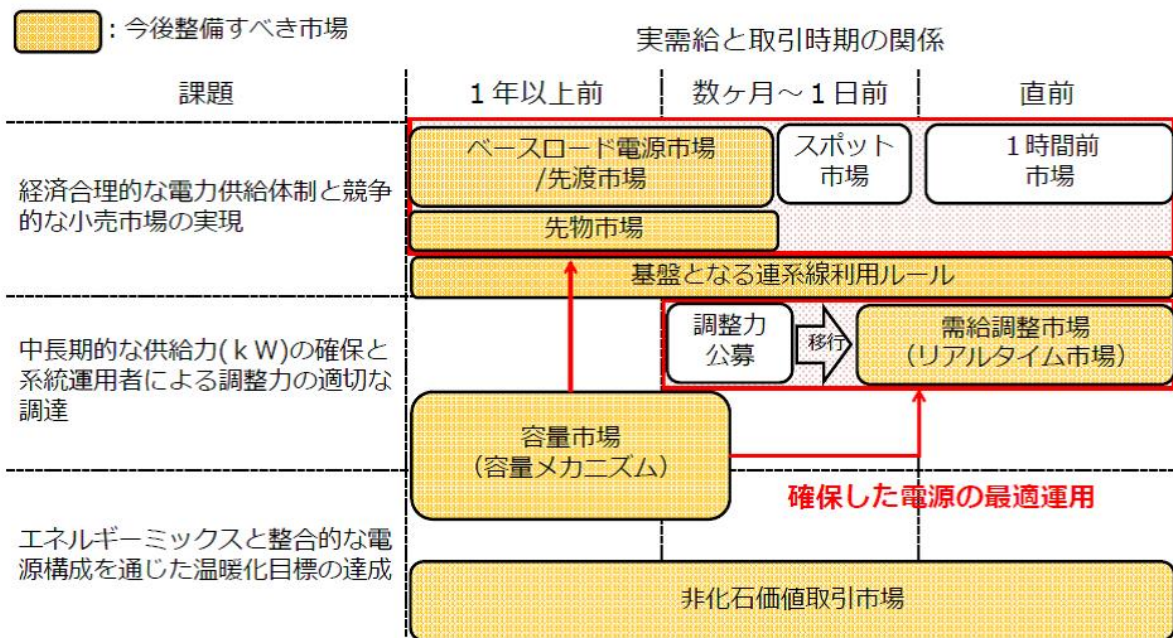 ：今後整備すべき市場
実需給と取引時期の関係
課題
１年以上前
数ヶ月～１日前
直前
経済合理的な電力供給体制と競争
的な小売市場の実現
ベースロード電源市場
/先渡市場
スポット
市場
１時間前
市場
先物市場
基盤となる連系線利用ルール
中長期的な供給力(ｋW)の確保と
系統運用者による調整力の適切な
調達
調整力
公募
移行
需給調整市場
（リアルタイム市場）
容量市場
（容量メカニズム）
確保した電源の最適運用
エネルギーミックスと整合的な電
源構成を通じた温暖化目標の達成
非化石価値取引市場